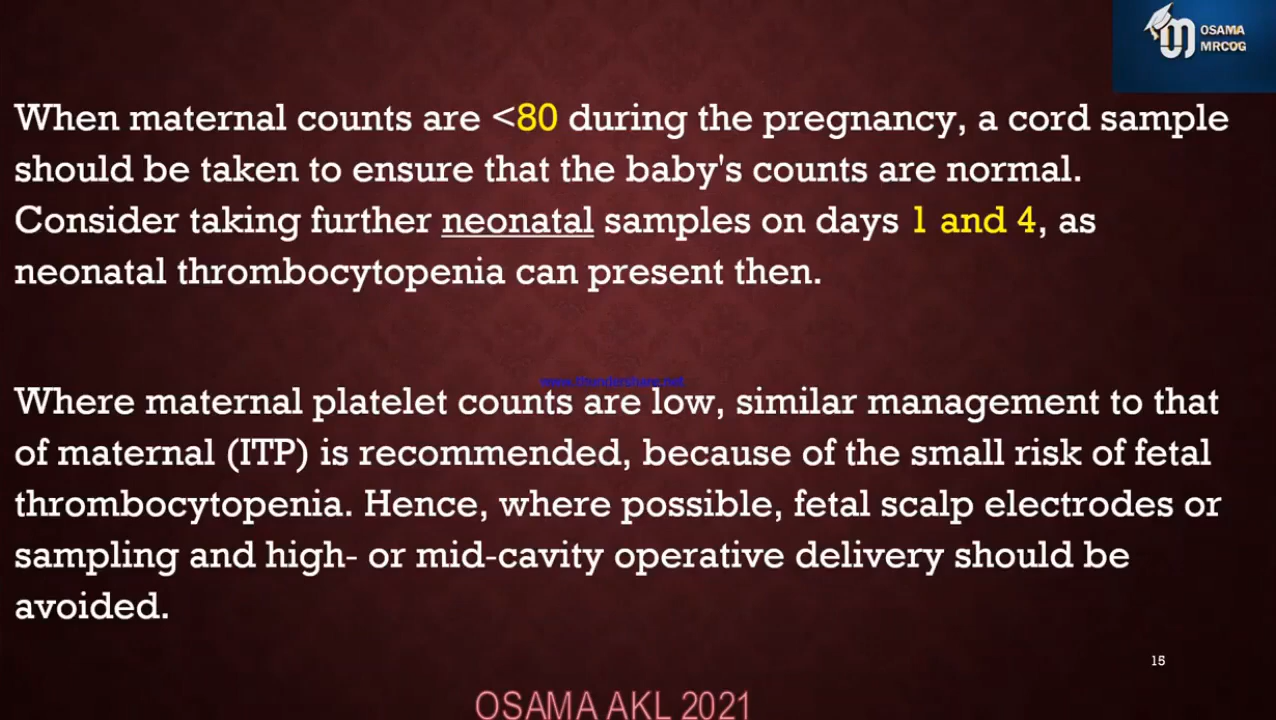 OSAMA
MRCOG
When maternal counts are <80 during the pregnancy, a cord sample
should be taken to ensure that the baby's counts are normal.
Consider taking further neonatal samples on days 1 and 4, as
neonatal thrombocytopenia can present then.
Where maternal platelet counts are low, similar management to that
of maternal (ITP) is recommended, because of the small risk of fetal
thrombocytopenia. Hence, where possible, fetal scalp electrodes or
sampling and high- or mid-cavity operative delivery should be
avoided.
15
OSAMA AKL 2021